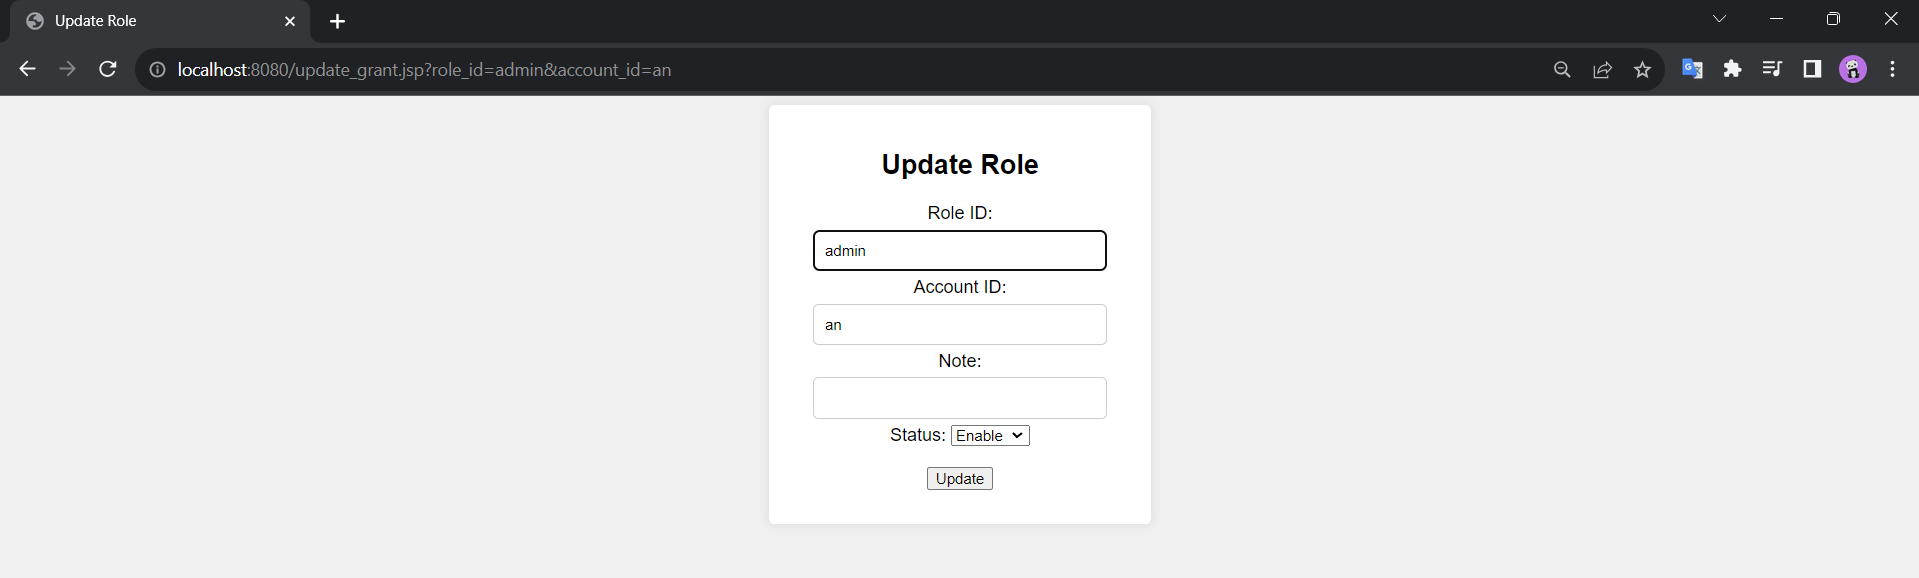 Update Role
localhost:8080/update_grant.jsp?role_id=admin&account_id=an
Update Role
Role ID:
admin
Account ID:
an
Note:
Status: Enable
Update